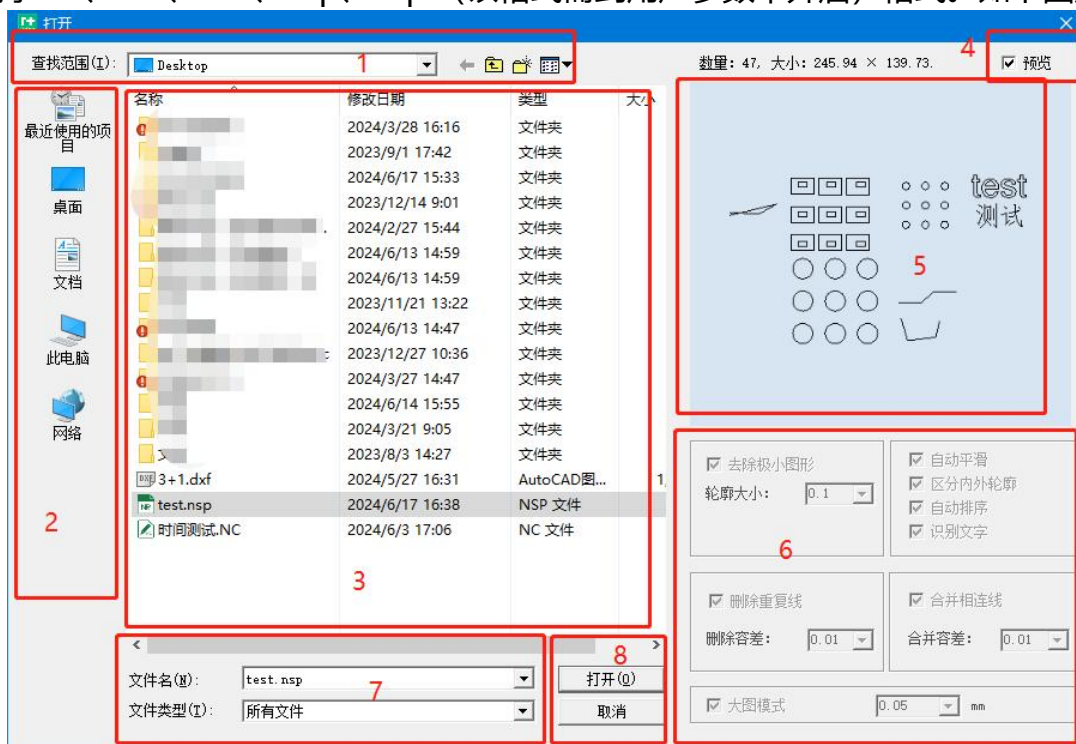 打开
查找范围(I): Desktop 1
数量: 47, 大小: 245.94 × 139.73.
4
预览
最近使用的项目
桌面
文档
此电脑
网络
2
名称 修改日期 类型 大小
2024/3/28 16:16 文件夹
2023/9/1 17:42 文件夹
2024/6/17 15:33 文件夹
2023/12/14 9:01 文件夹
2024/2/27 15:44 文件夹
2024/6/13 14:59 文件夹
2024/6/13 14:59 文件夹
2023/11/21 13:22 文件夹
2024/6/13 14:47 文件夹
2023/12/27 10:36 文件夹
2024/3/27 14:47 文件夹
2024/6/14 15:55 文件夹
2024/3/21 9:05 文件夹
2023/8/3 14:27 文件夹
3+1.dxf 2024/5/27 16:31 AutoCAD图... 1,
test.nsp 2024/6/17 16:38 NSP 文件
时间测试.NC 2024/6/3 17:06 NC 文件
3
test
测试
5
去除极小图形
轮廓大小: 0.1
自动平滑
区分内外轮廓
自动排序
识别文字
6
删除重复线
删除容差: 0.01
合并相连线
合并容差: 0.01
大图模式 0.05 mm
文件名(N): test.nsp
7
文件类型(T): 所有文件
8
打开(O)
取消